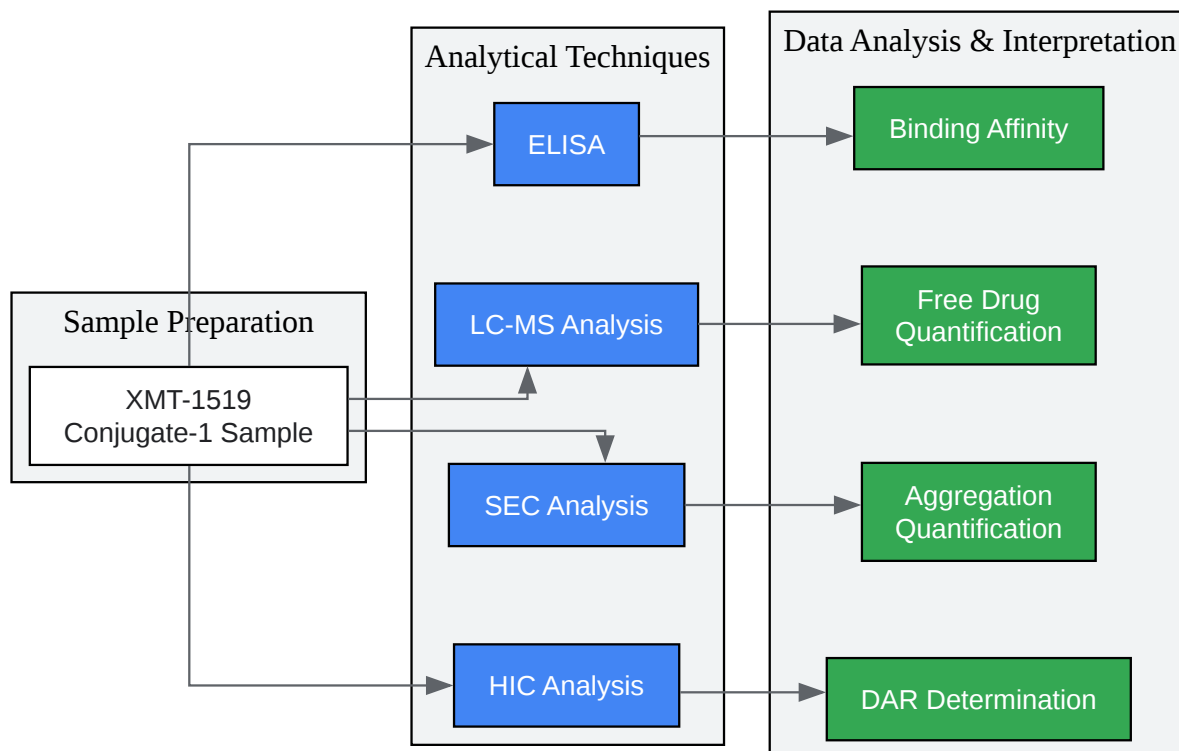 Sample Preparation
XMT-1519
Conjugate-1 Sample
Analytical Techniques
ELISA
LC-MS Analysis
SEC Analysis
HIC Analysis
Data Analysis & Interpretation
Binding Affinity
Free Drug
Quantification
Aggregation
Quantification
DAR Determination